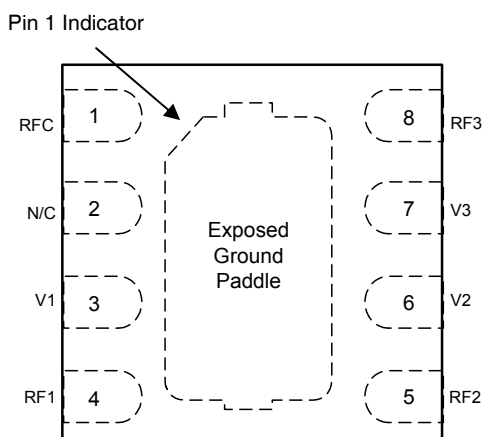 Pin 1 Indicator
RFC 1
8 RF3
N/C 2
7 V3
Exposed
Ground
Paddle
V1 3
6 V2
RF1 4
5 RF2